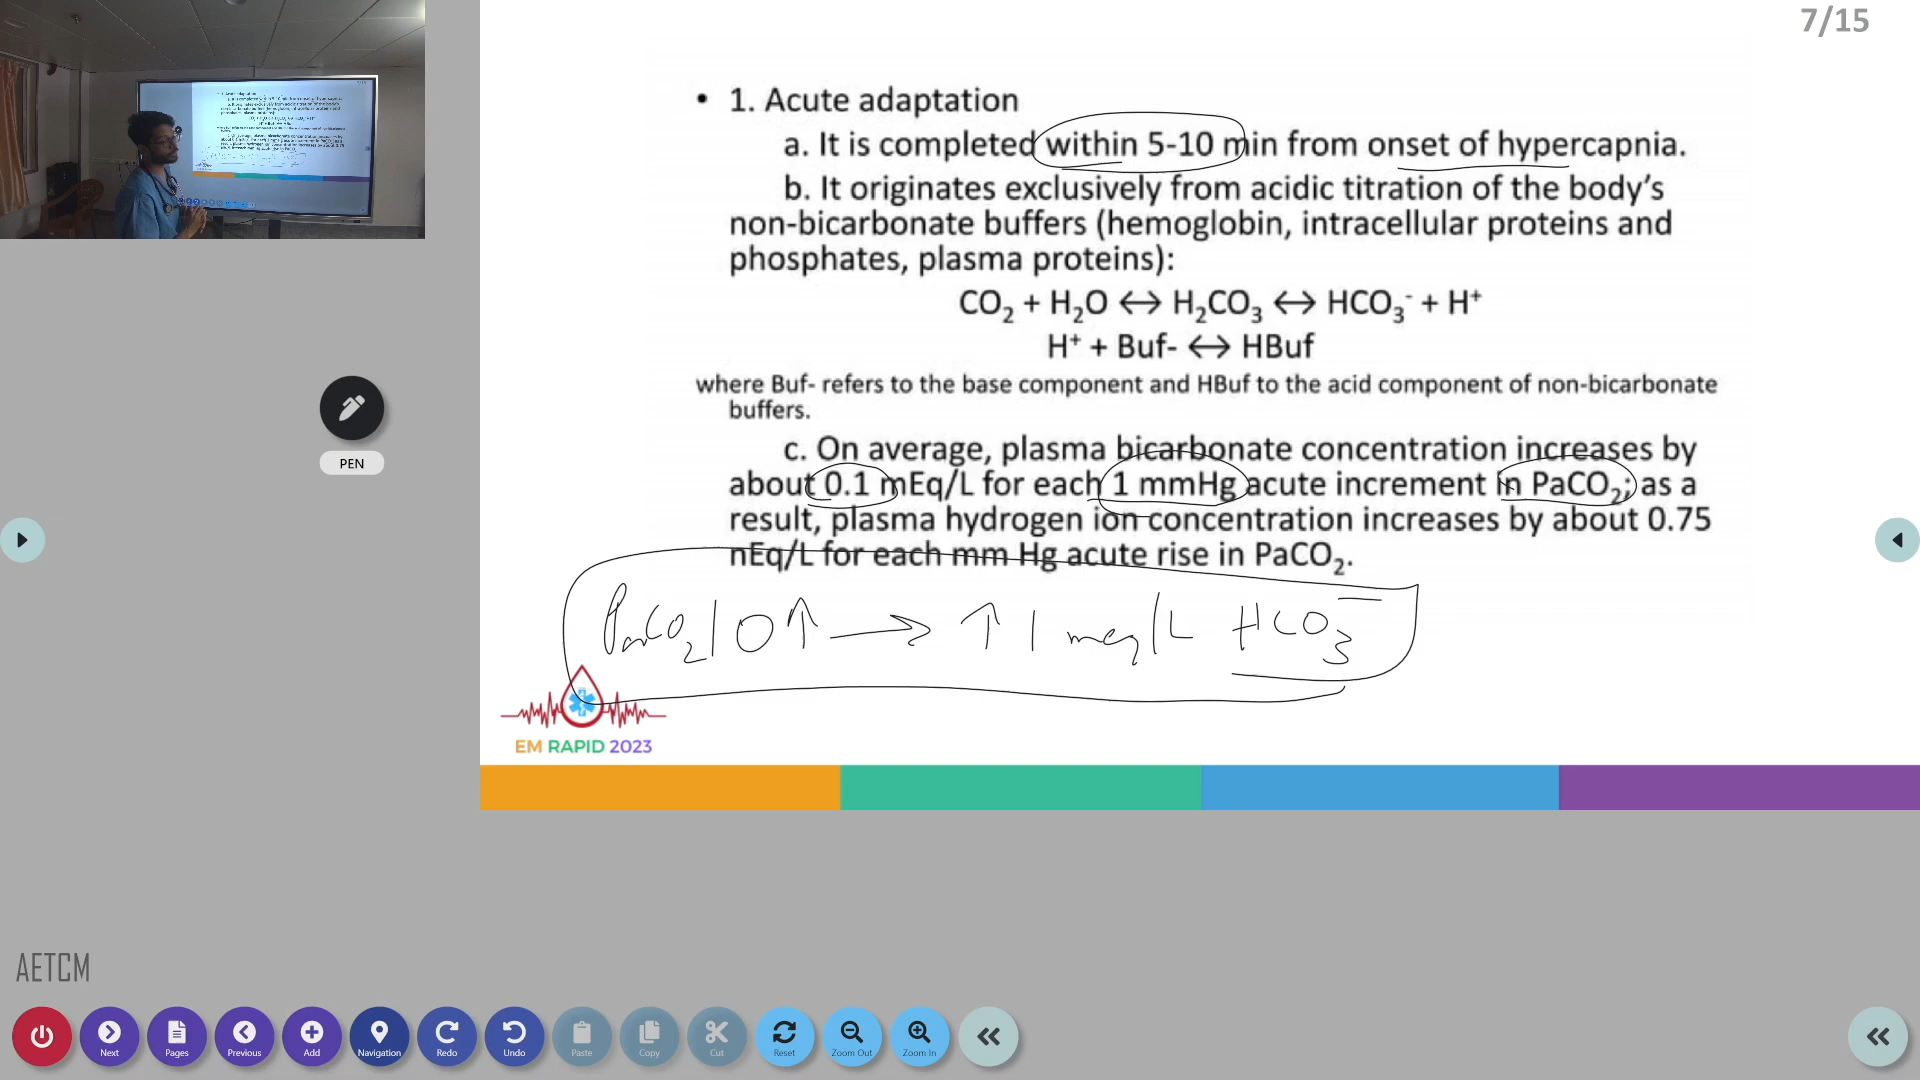 7/15
• 1. Acute adaptation
a. It is completed within 5-10 min from onset of hypercapnia.
b. It originates exclusively from acidic titration of the body's
non-bicarbonate buffers (hemoglobin, intracellular proteins and
phosphates, plasma proteins):
CO₂ + H₂O ↔ H₂CO₃ ↔ HCO₃⁻ + H⁺
H⁺ + Buf- ↔ HBuf
where Buf- refers to the base component and HBuf to the acid component of non-bicarbonate
buffers.
c. On average, plasma bicarbonate concentration increases by
about 0.1 mEq/L for each 1 mmHg acute increment in PaCO₂; as a
result, plasma hydrogen ion concentration increases by about 0.75
nEq/L for each mm Hg acute rise in PaCO₂.
PaCO₂ 10 ↑ → ↑ 1 meq/L HCO₃⁻
EM RAPID 2023
PEN
AETCM
Next Pages Previous Add Navigation Redo Undo Paste Copy Cut Reset Zoom Out Zoom In